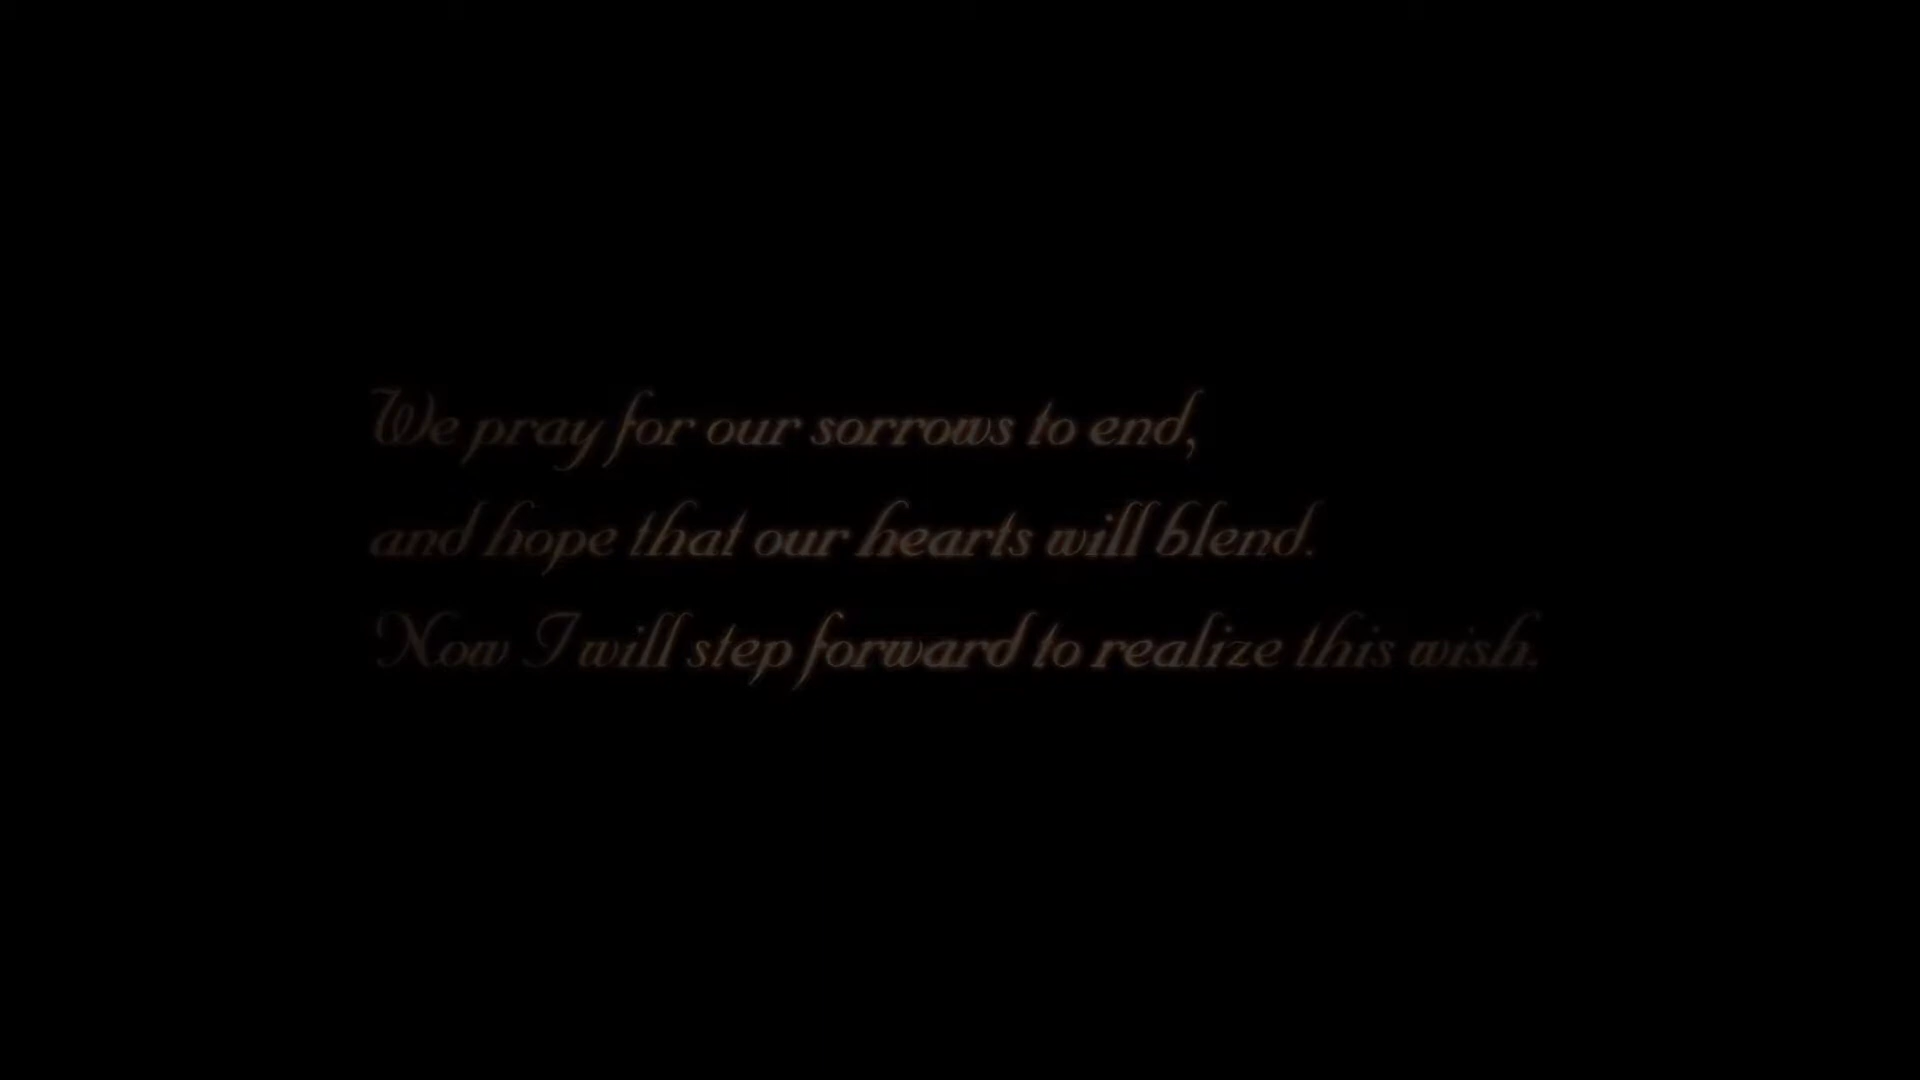 We pray for our sorrows to end,
and hope that our hearts will blend.
Now I will step forward to realize this wish.